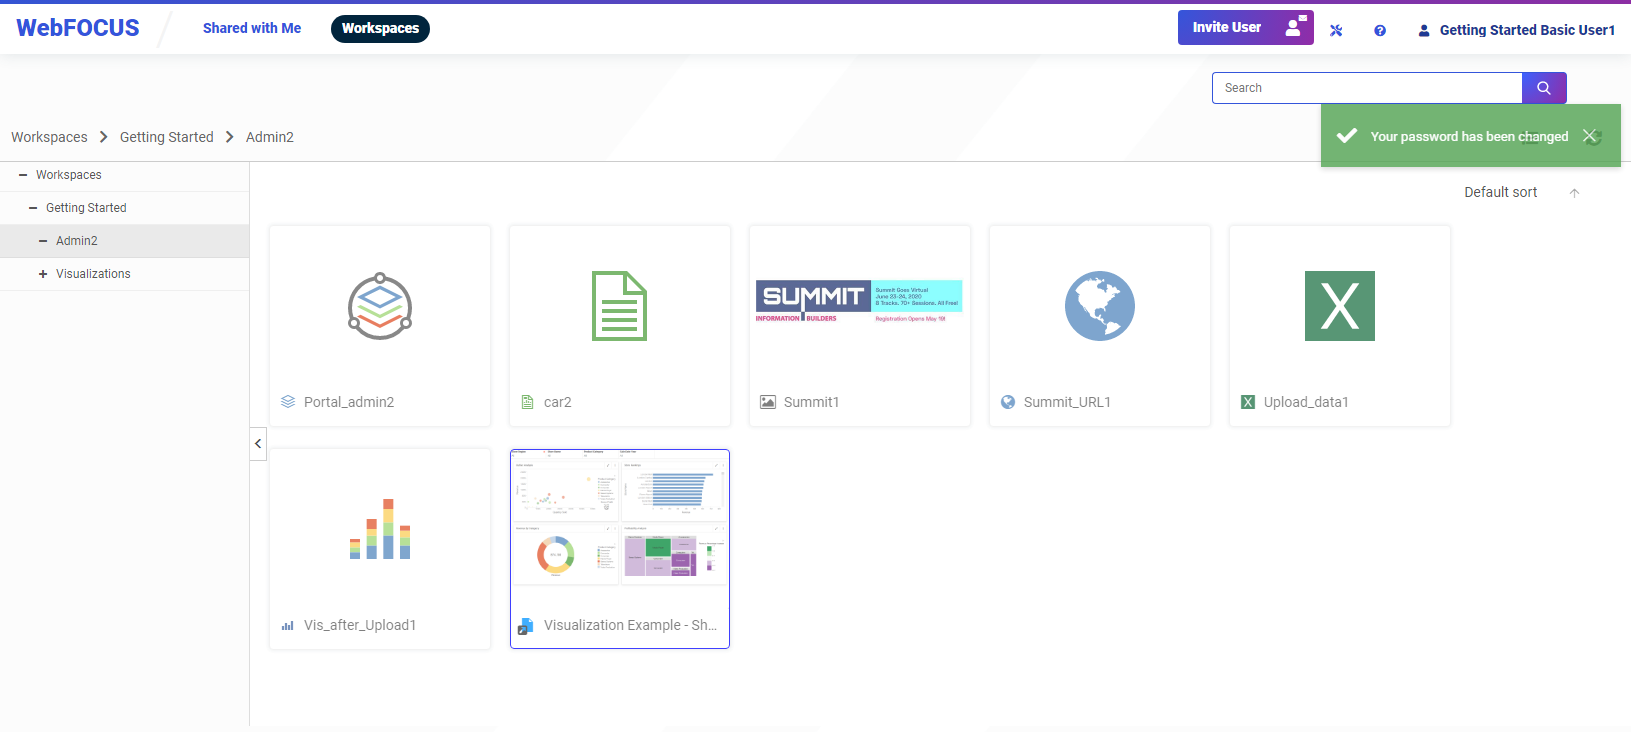 WebFOCUS
Shared with Me
Workspaces
Invite User
Getting Started Basic User1
Search
Workspaces
Getting Started
Admin2
Your password has been changed
Workspaces
Getting Started
Admin2
Visualizations
Default sort
SUMMIT
INFORMATION BUILDERS
Summit Goes Virtual
June 23-24, 2020
8 Tracks. 70+ Sessions. All Free!
Registration Opens May 19!
Portal_admin2
car2
Summit1
Summit_URL1
Upload_data1
Vis_after_Upload1
Visualization Example - Sh...